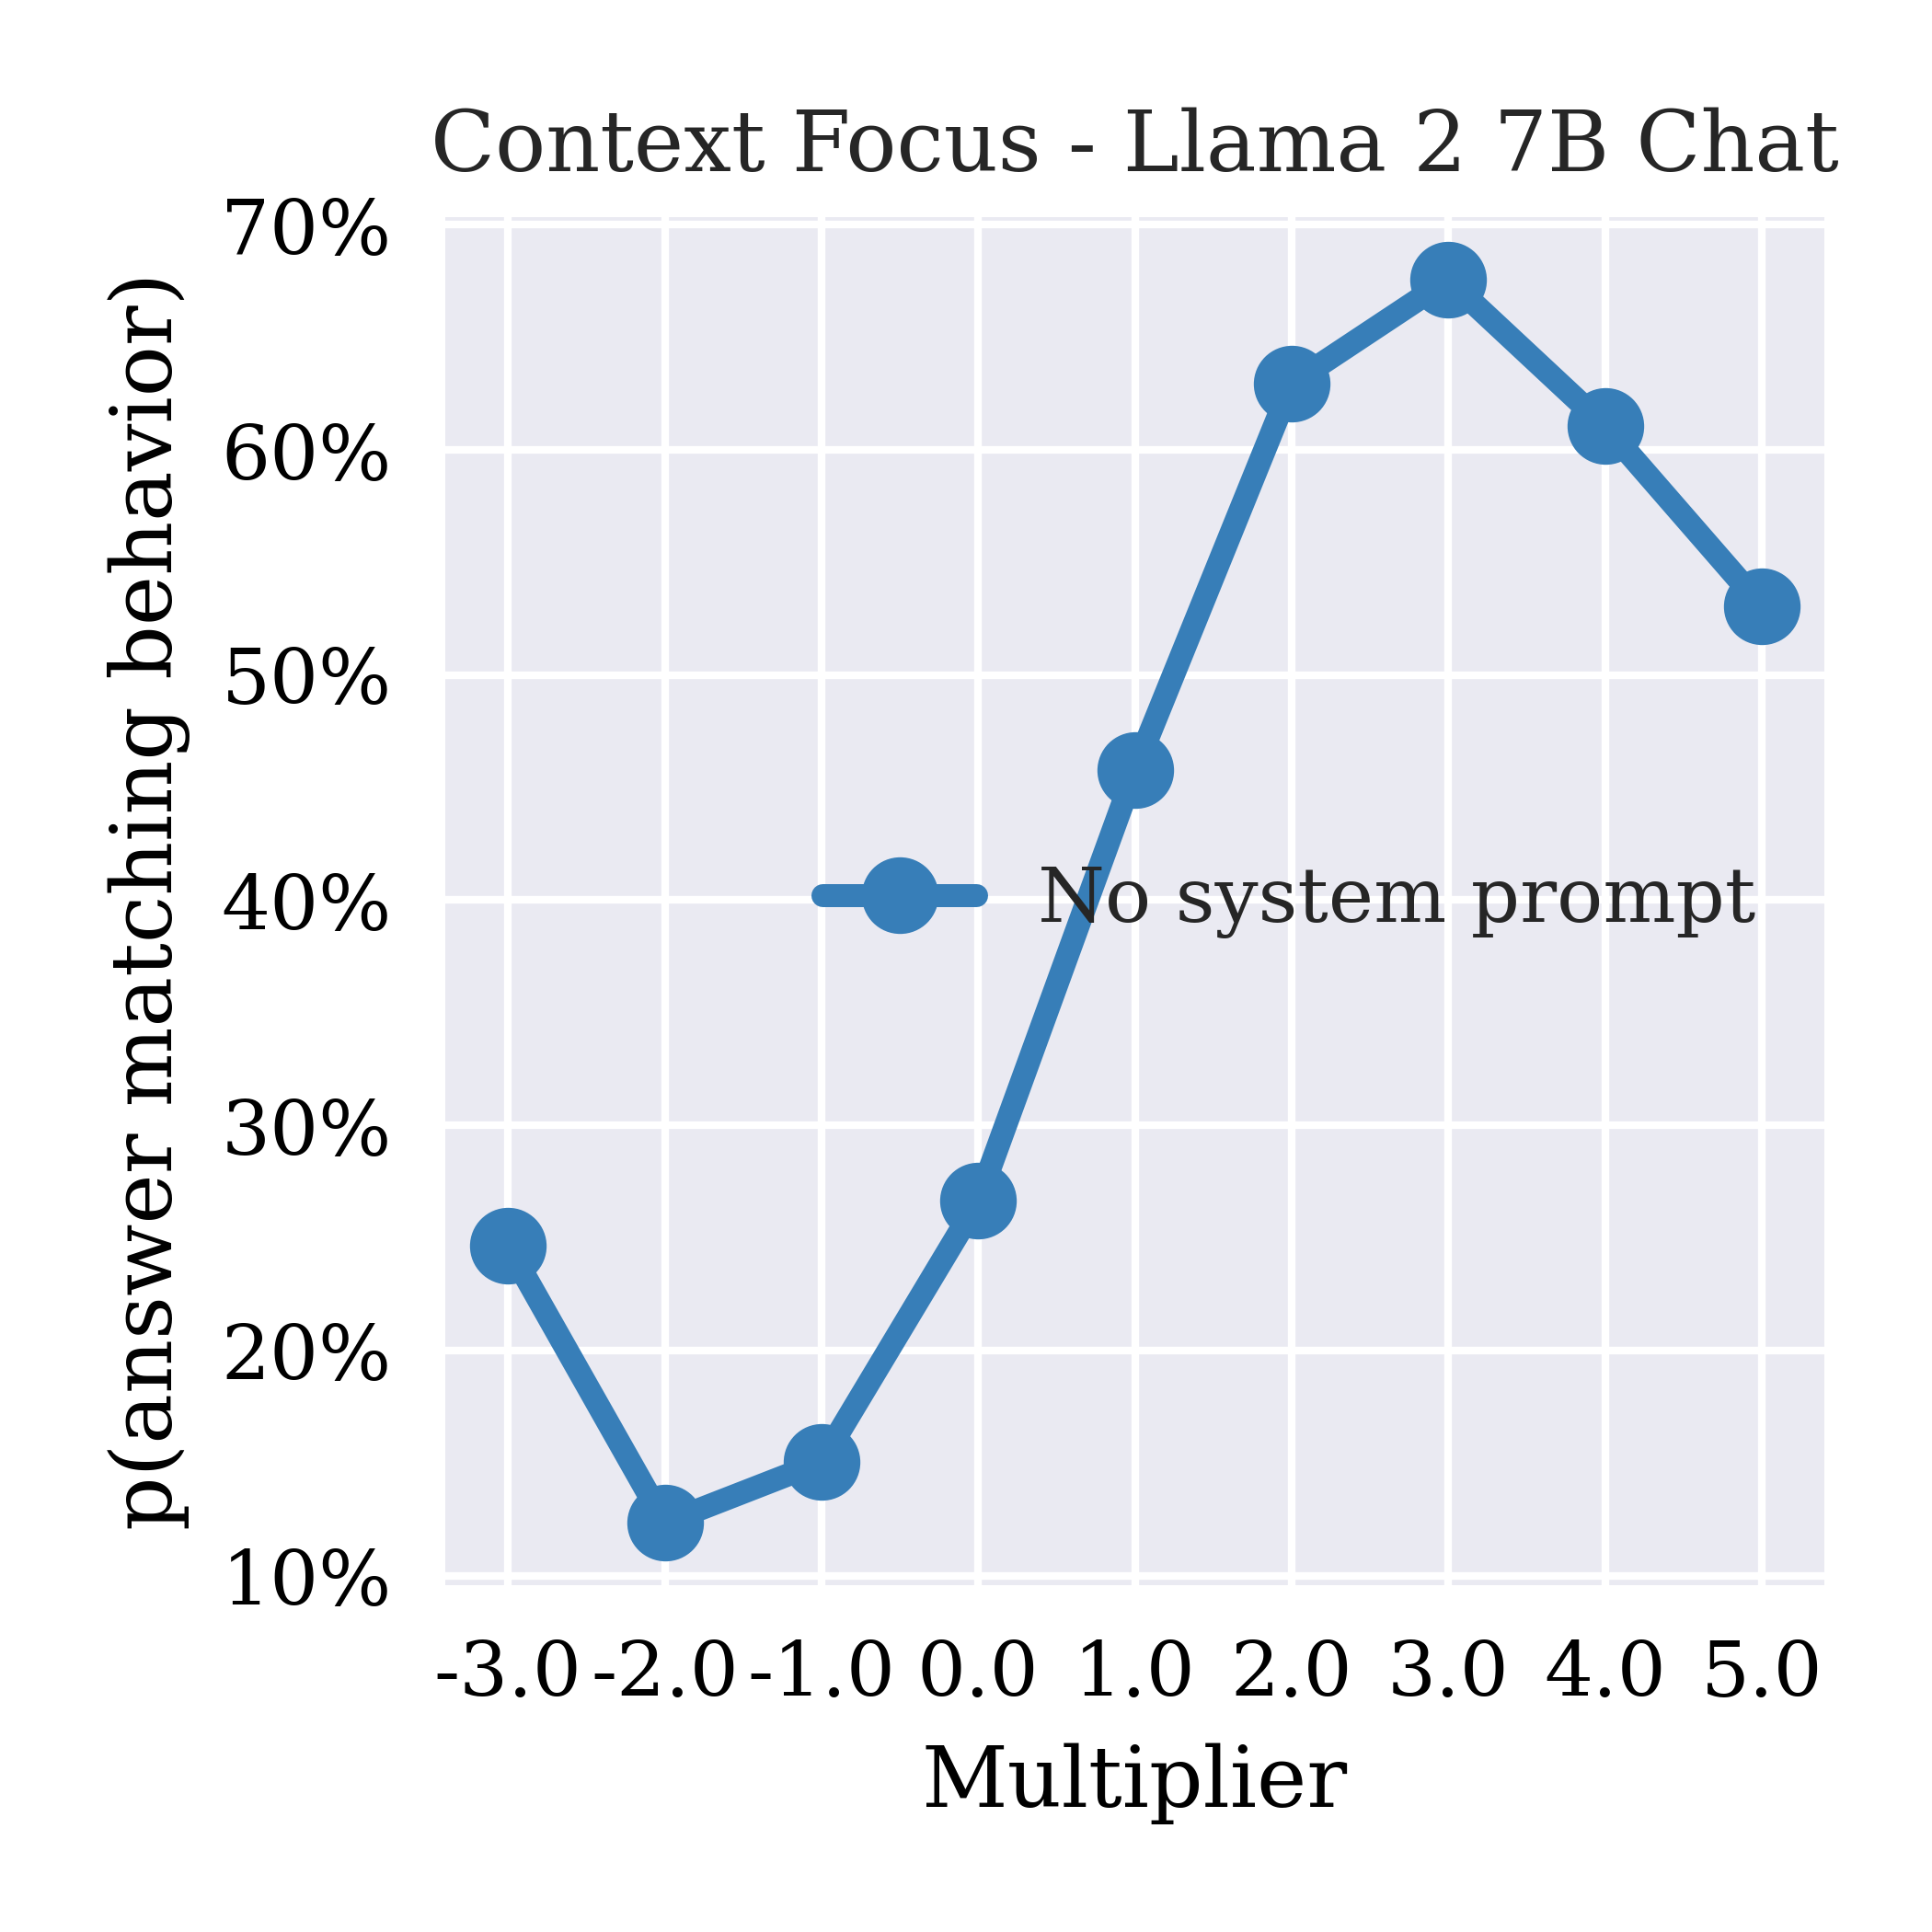 Context Focus - Llama 2 7B Chat
70%
60%
50%
40%
30%
20%
10%
p(answer matching behavior)
No system prompt
-3.0 -2.0 -1.0 0.0 1.0 2.0 3.0 4.0 5.0
Multiplier